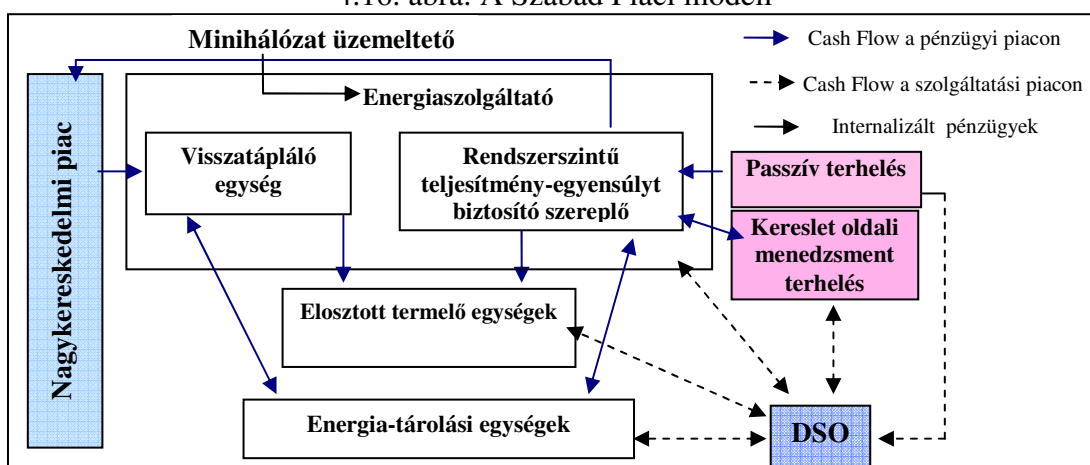 4.16. ábra: A Szabad Piaci modell
Minihálózat üzemeltető
Energiaszolgáltató
Nagykereskedelmi piac
Visszatápláló
egység
Rendszerszintű
teljesítmény-egyensúlyt
biztosító szereplő
Elosztott termelő egységek
Energia-tárolási egységek
Cash Flow a pénzügyi piacon
Cash Flow a szolgáltatási piacon
Internalizált pénzügyek
Passzív terhelés
Kereslet oldali
menedzsment
terhelés
DSO